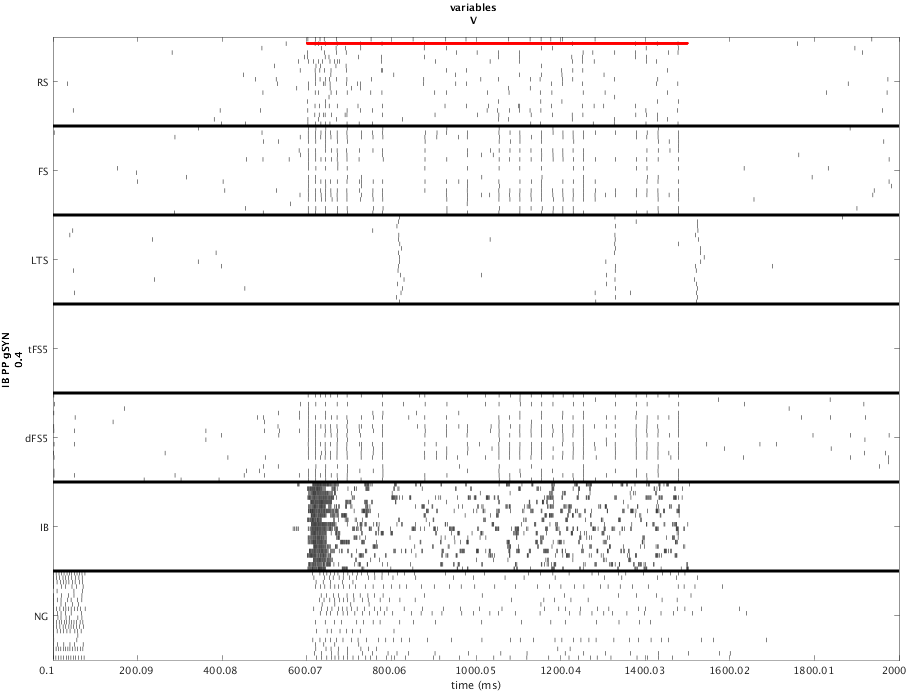 variables
V
RS
FS
LTS
IB PP gSYN
0.4
tFS5
dFS5
IB
NG
0.1 200.09 400.08 600.07 800.06 1000.05 1200.04 1400.03 1600.02 1800.01 2000
time (ms)